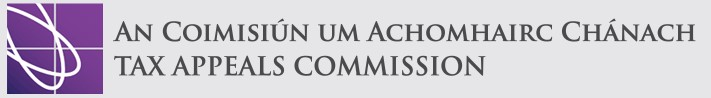 An Coimisiún um Achomhairc Chánach
TAX APPEALS COMMISSION